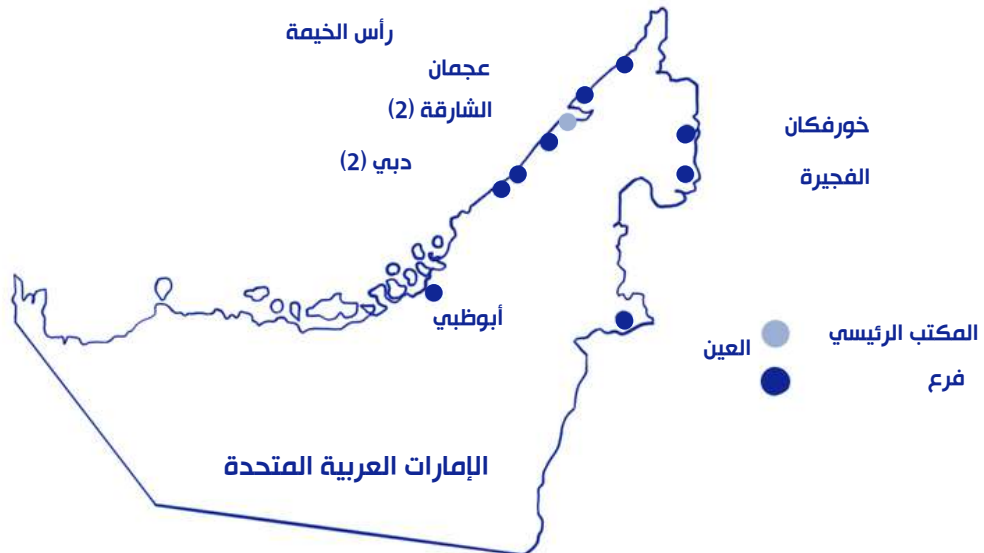 رأس الخيمة
عجمان
الشارقة (2)
خورفكان
دبي (2)
الفجيرة
أبوظبي
المكتب الرئيسي
العين
فرع
الإمارات العربية المتحدة